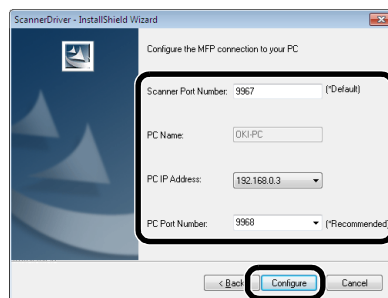 ScannerDriver - InstallShield Wizard
Configure the MFP connection to your PC
Scanner Port Number: 9967 (*Default)
PC Name: OKI-PC
PC IP Address: 192.168.0.3
PC Port Number: 9968 (*Recommended)
< Back Configure Cancel